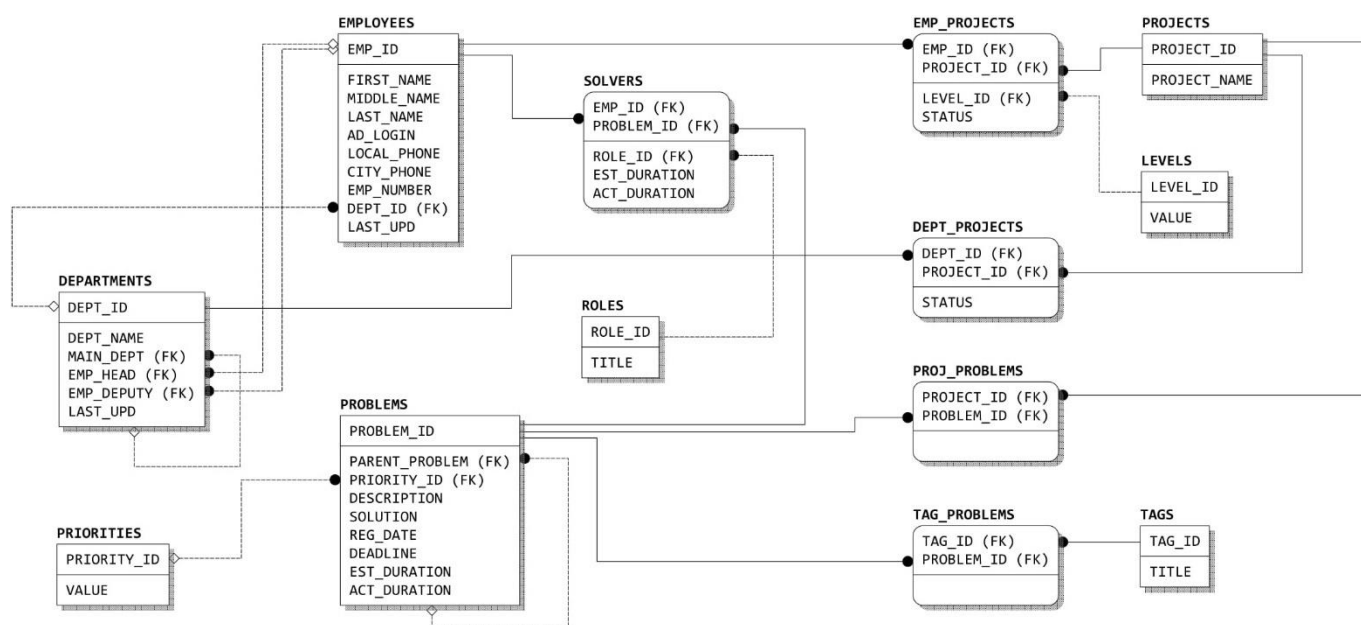 EMPLOYEES
EMP_ID
FIRST_NAME
MIDDLE_NAME
LAST_NAME
AD_LOGIN
LOCAL_PHONE
CITY_PHONE
EMP_NUMBER
DEPT_ID (FK)
LAST_UPD
SOLVERS
EMP_ID (FK)
PROBLEM_ID (FK)
ROLE_ID (FK)
EST_DURATION
ACT_DURATION
EMP_PROJECTS
EMP_ID (FK)
PROJECT_ID (FK)
LEVEL_ID (FK)
STATUS
PROJECTS
PROJECT_ID
PROJECT_NAME
LEVELS
LEVEL_ID
VALUE
DEPT_PROJECTS
DEPT_ID (FK)
PROJECT_ID (FK)
STATUS
DEPARTMENTS
DEPT_ID
DEPT_NAME
MAIN_DEPT (FK)
EMP_HEAD (FK)
EMP_DEPUTY (FK)
LAST_UPD
ROLES
ROLE_ID
TITLE
PROJ_PROBLEMS
PROJECT_ID (FK)
PROBLEM_ID (FK)
PROBLEMS
PROBLEM_ID
PARENT_PROBLEM (FK)
PRIORITY_ID (FK)
DESCRIPTION
SOLUTION
REG_DATE
DEADLINE
EST_DURATION
ACT_DURATION
PRIORITIES
PRIORITY_ID
VALUE
TAG_PROBLEMS
TAG_ID (FK)
PROBLEM_ID (FK)
TAGS
TAG_ID
TITLE